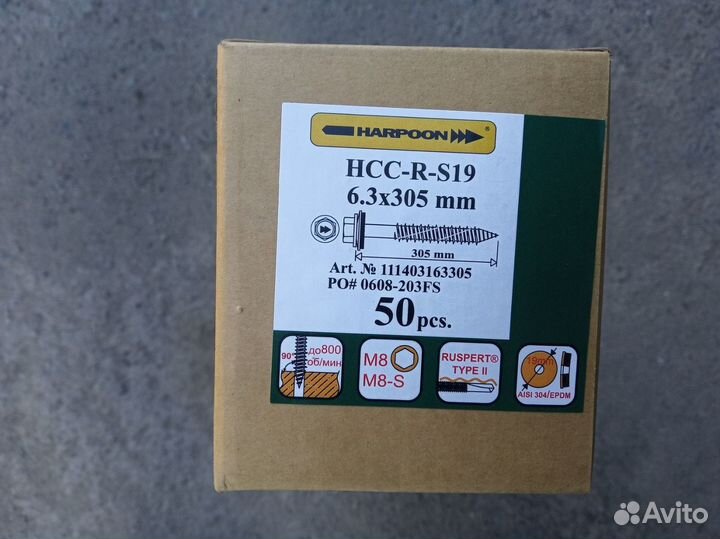 HARPOON®
HCC-R-S19
6.3x305 mm
305 mm
Art. № 111403163305
PO# 0608-203FS
50 pcs.
90°
до800
об/мин
M8
M8-S
RUSPERT®
TYPE II
19mm
AISI 304/EPDM
Avito